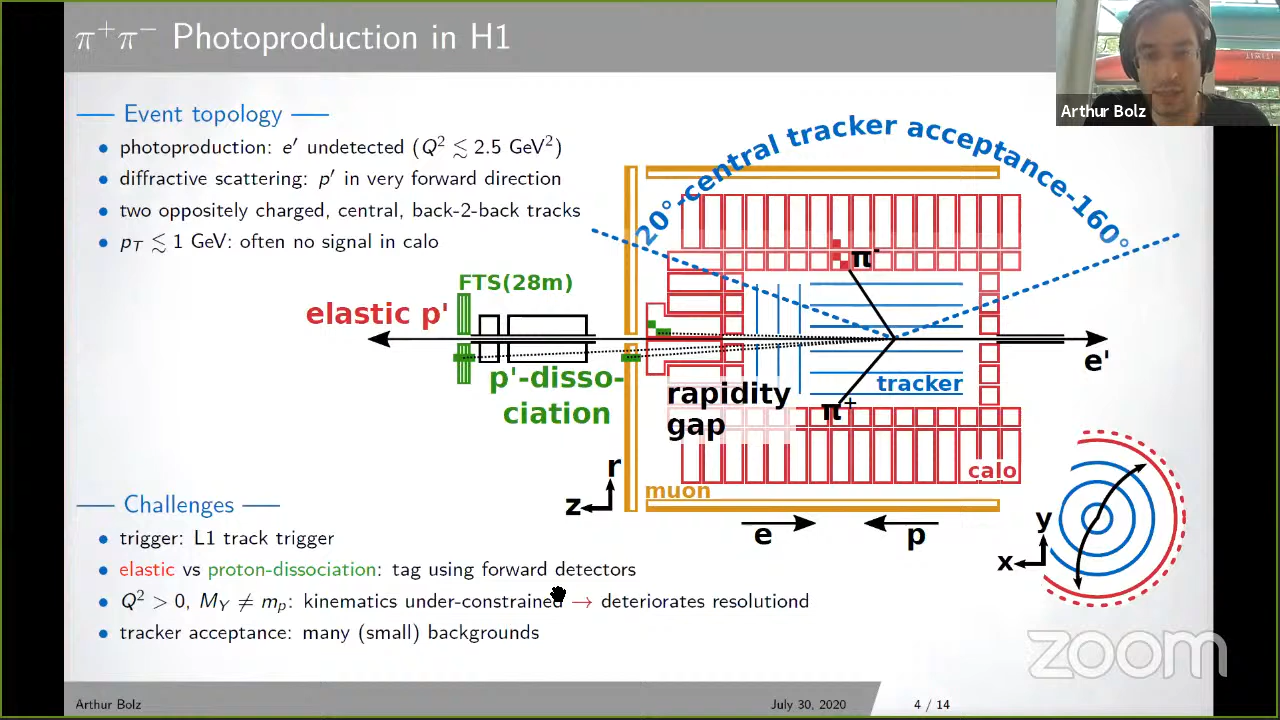 π⁺π⁻ Photoproduction in H1
Arthur Bolz
Event topology
• photoproduction: e′ undetected (Q² ≲ 2.5 GeV²)
• diffractive scattering: p′ in very forward direction
• two oppositely charged, central, back-2-back tracks
• p_T ≲ 1 GeV: often no signal in calo
20°-central tracker acceptance-160°
π⁻
FTS(28m)
elastic p'
e'
p'-disso-
ciation
rapidity
gap
tracker
π⁺
calo
muon
r
z
e
p
y
x
Challenges
• trigger: L1 track trigger
• elastic vs proton-dissociation: tag using forward detectors
• Q² > 0, M_Y ≠ m_p: kinematics under-constrained → deteriorates resolutiond
• tracker acceptance: many (small) backgrounds
zoom
Arthur Bolz
July 30, 2020
4 / 14